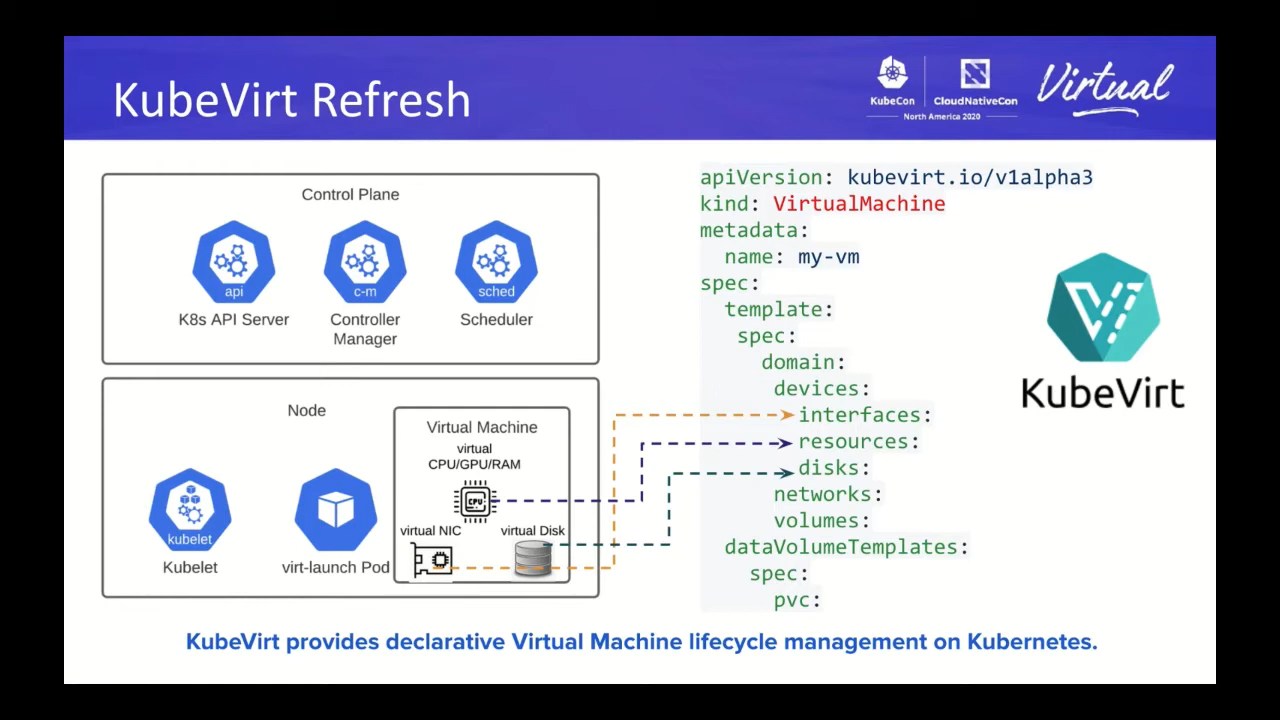 KubeVirt Refresh
KubeCon
CloudNativeCon
North America 2020
Virtual
Control Plane
api
c-m
sched
K8s API Server
Controller
Manager
Scheduler
Node
Virtual Machine
virtual
CPU/GPU/RAM
CPU
virtual NIC
virtual Disk
kubelet
Kubelet
virt-launch Pod
apiVersion: kubevirt.io/v1alpha3
kind: VirtualMachine
metadata:
  name: my-vm
spec:
  template:
   spec:
     domain:
      devices:
        interfaces:
        resources:
        disks:
      networks:
      volumes:
  dataVolumeTemplates:
    spec:
      pvc:
KubeVirt
KubeVirt provides declarative Virtual Machine lifecycle management on Kubernetes.